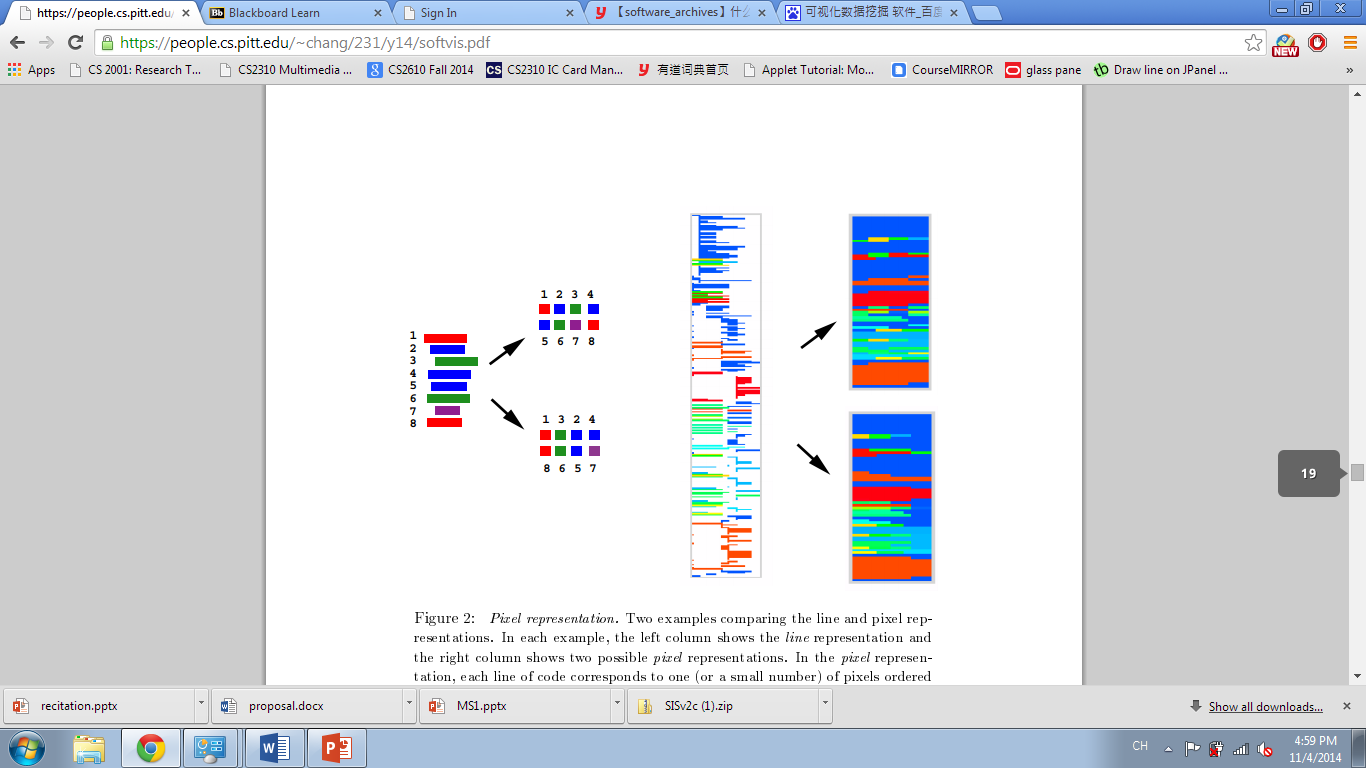 https://people.cs.pitt.edu/
Blackboard Learn
Sign In
【software_archives】什么
可视化数据挖掘 软件_百度
https://people.cs.pitt.edu/~chang/231/y14/softvis.pdf
NEW
Apps
CS 2001: Research T...
CS2310 Multimedia ...
CS2610 Fall 2014
CS2310 IC Card Man...
有道词典首页
Applet Tutorial: Mo...
CourseMIRROR
glass pane
Draw line on JPanel ...
»
1 2 3 4
5 6 7 8
1
2
3
4
5
6
7
8
1 3 2 4
8 6 5 7
19
Figure 2: Pixel representation. Two examples comparing the line and pixel rep-
resentations. In each example, the left column shows the line representation and
the right column shows two possible pixel representations. In the pixel represen-
tation, each line of code corresponds to one (or a small number) of pixels ordered
recitation.pptx
proposal.docx
MS1.pptx
SISv2c (1).zip
Show all downloads...
CH
4:59 PM
11/4/2014